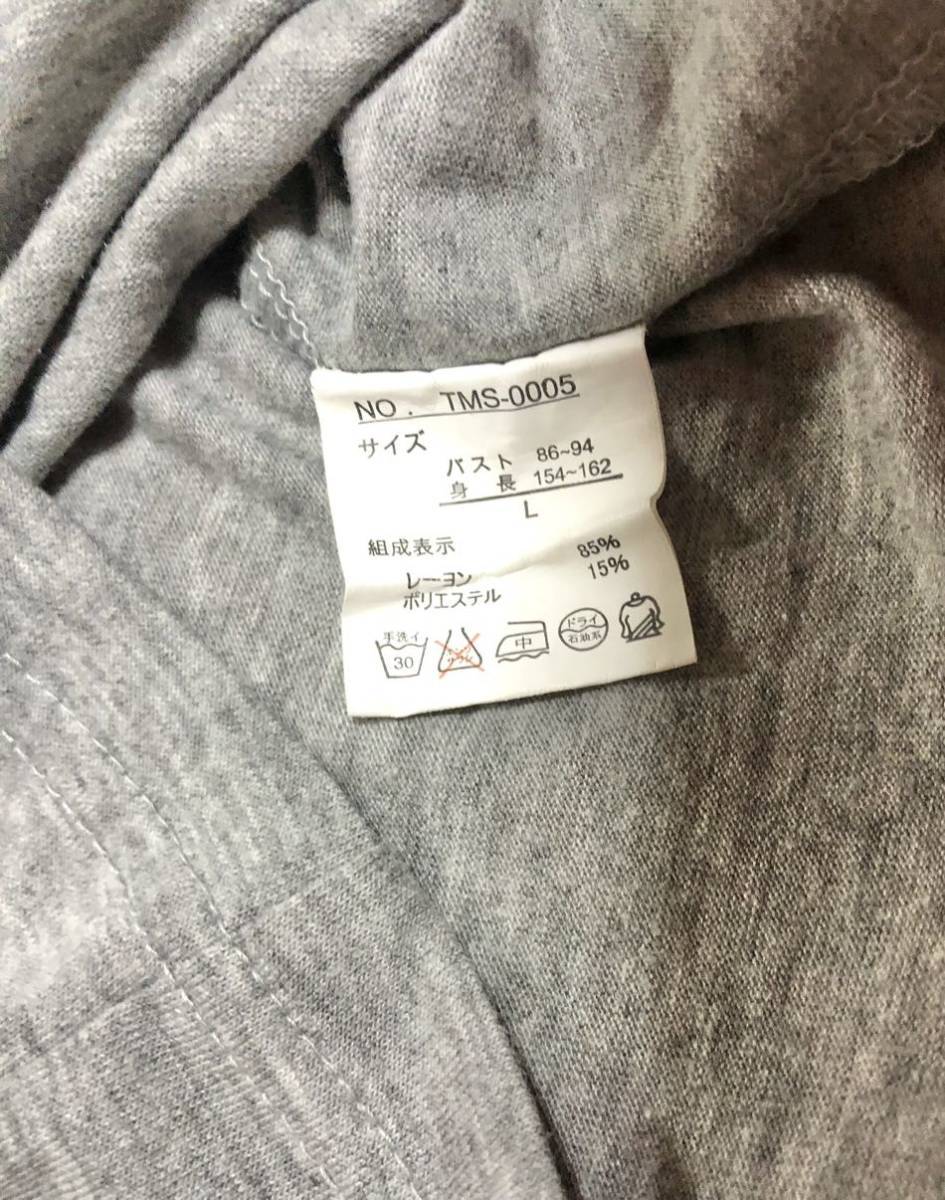 NO. TMS-0005
サイズ
バスト 86~94
身長 154~162
L
組成表示
レーヨン 85%
ポリエステル 15%
手洗イ 30
中
ドライ 石油系